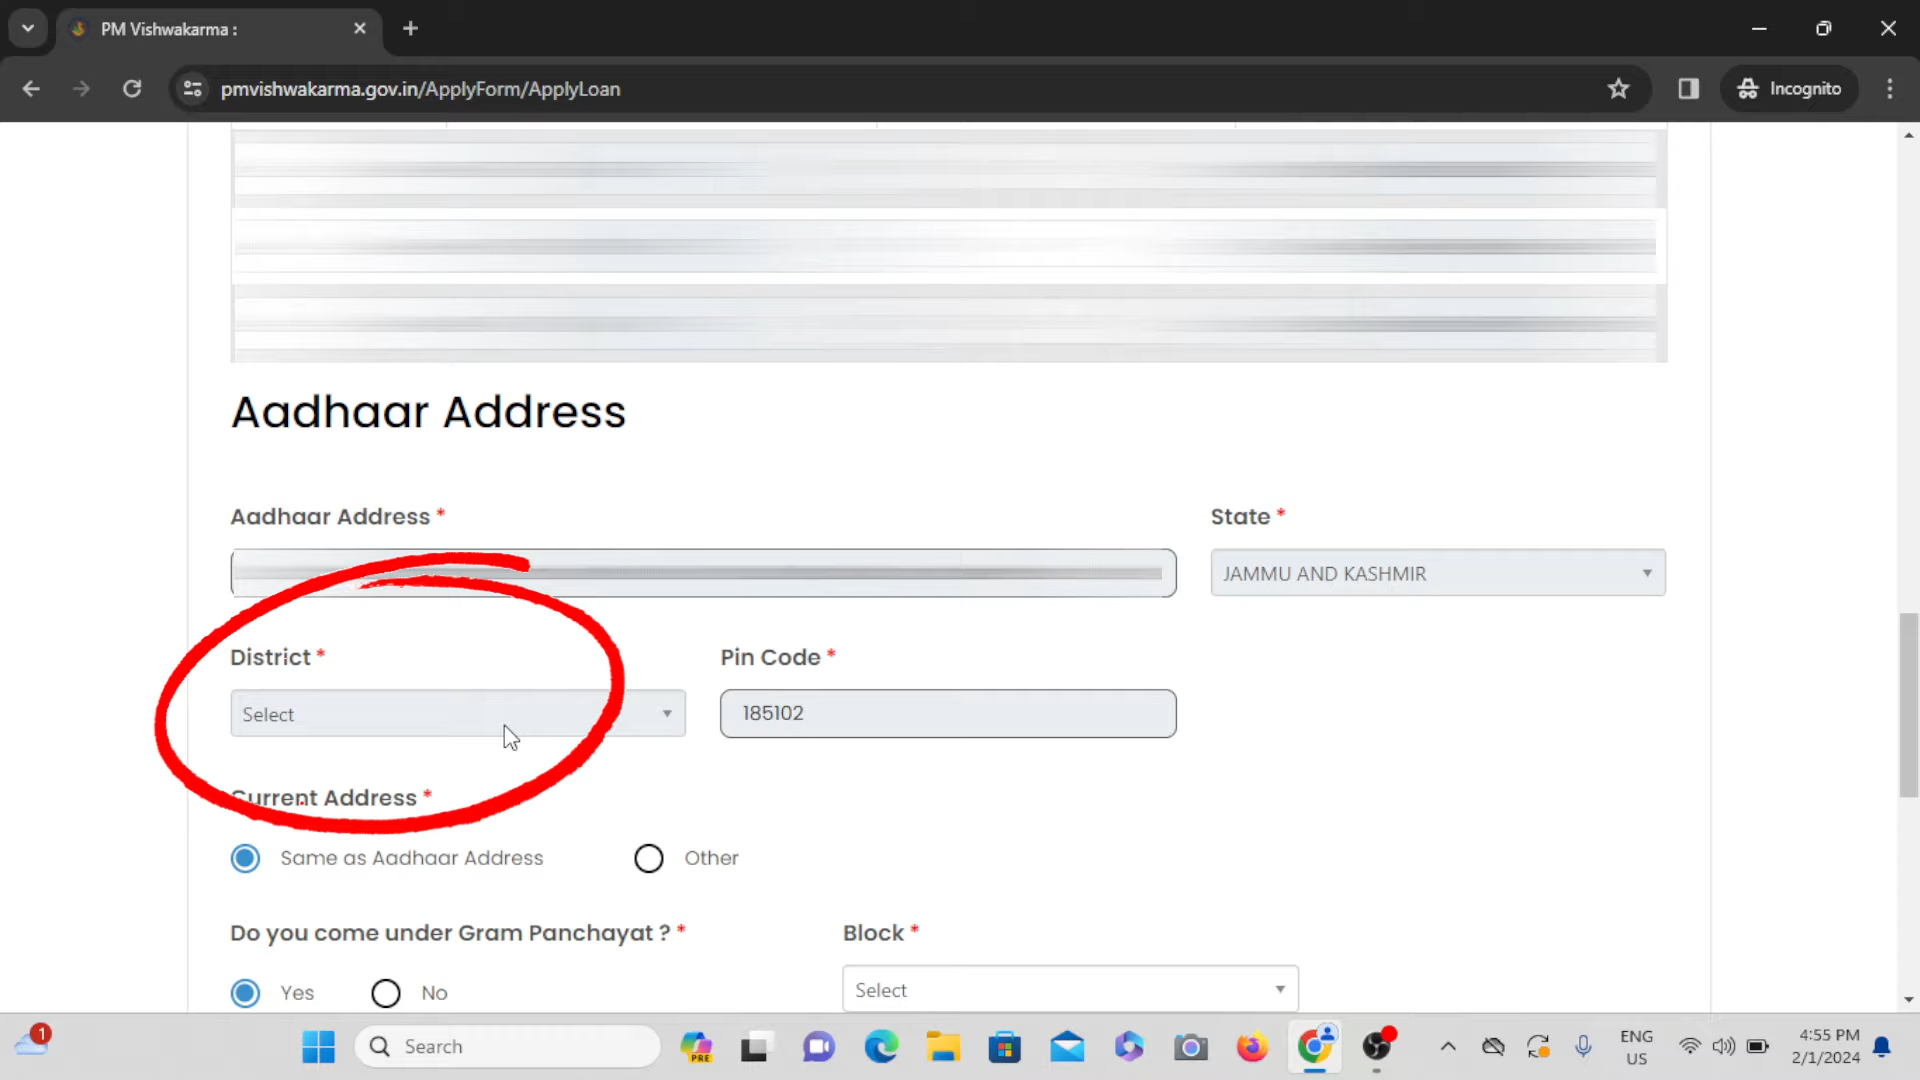 PM Vishwakarma :
pmvishwakarma.gov.in/ApplyForm/ApplyLoan
Incognito
Aadhaar Address
Aadhaar Address *
State *
JAMMU AND KASHMIR
District *
Pin Code *
Select
185102
Current Address *
Same as Aadhaar Address
Other
Do you come under Gram Panchayat ? *
Block *
Yes
No
Select
1
Search
PRE
ENG
US
4:55 PM
2/1/2024